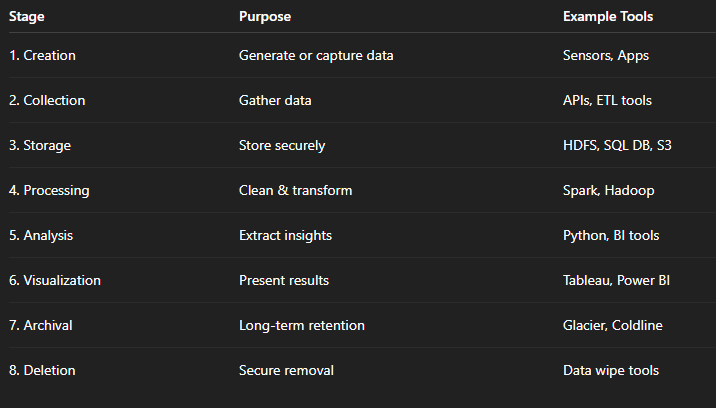 Stage Purpose Example Tools
1. Creation Generate or capture data Sensors, Apps
2. Collection Gather data APIs, ETL tools
3. Storage Store securely HDFS, SQL DB, S3
4. Processing Clean & transform Spark, Hadoop
5. Analysis Extract insights Python, BI tools
6. Visualization Present results Tableau, Power BI
7. Archival Long-term retention Glacier, Coldline
8. Deletion Secure removal Data wipe tools